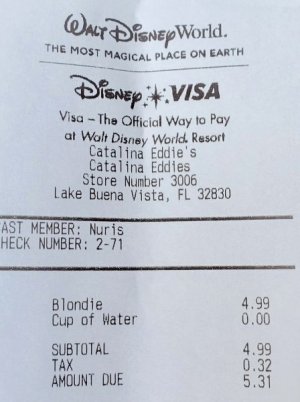 WALT DISNEY World.
THE MOST MAGICAL PLACE ON EARTH
DISNEY VISA
Visa - The Official Way to Pay
at Walt Disney World Resort
Catalina Eddie's
Catalina Eddies
Store Number 3006
Lake Buena Vista, FL 32830
AST MEMBER: Nuris
HECK NUMBER: 2-71
Blondie 4.99
Cup of Water 0.00
SUBTOTAL 4.99
TAX 0.32
AMOUNT DUE 5.31